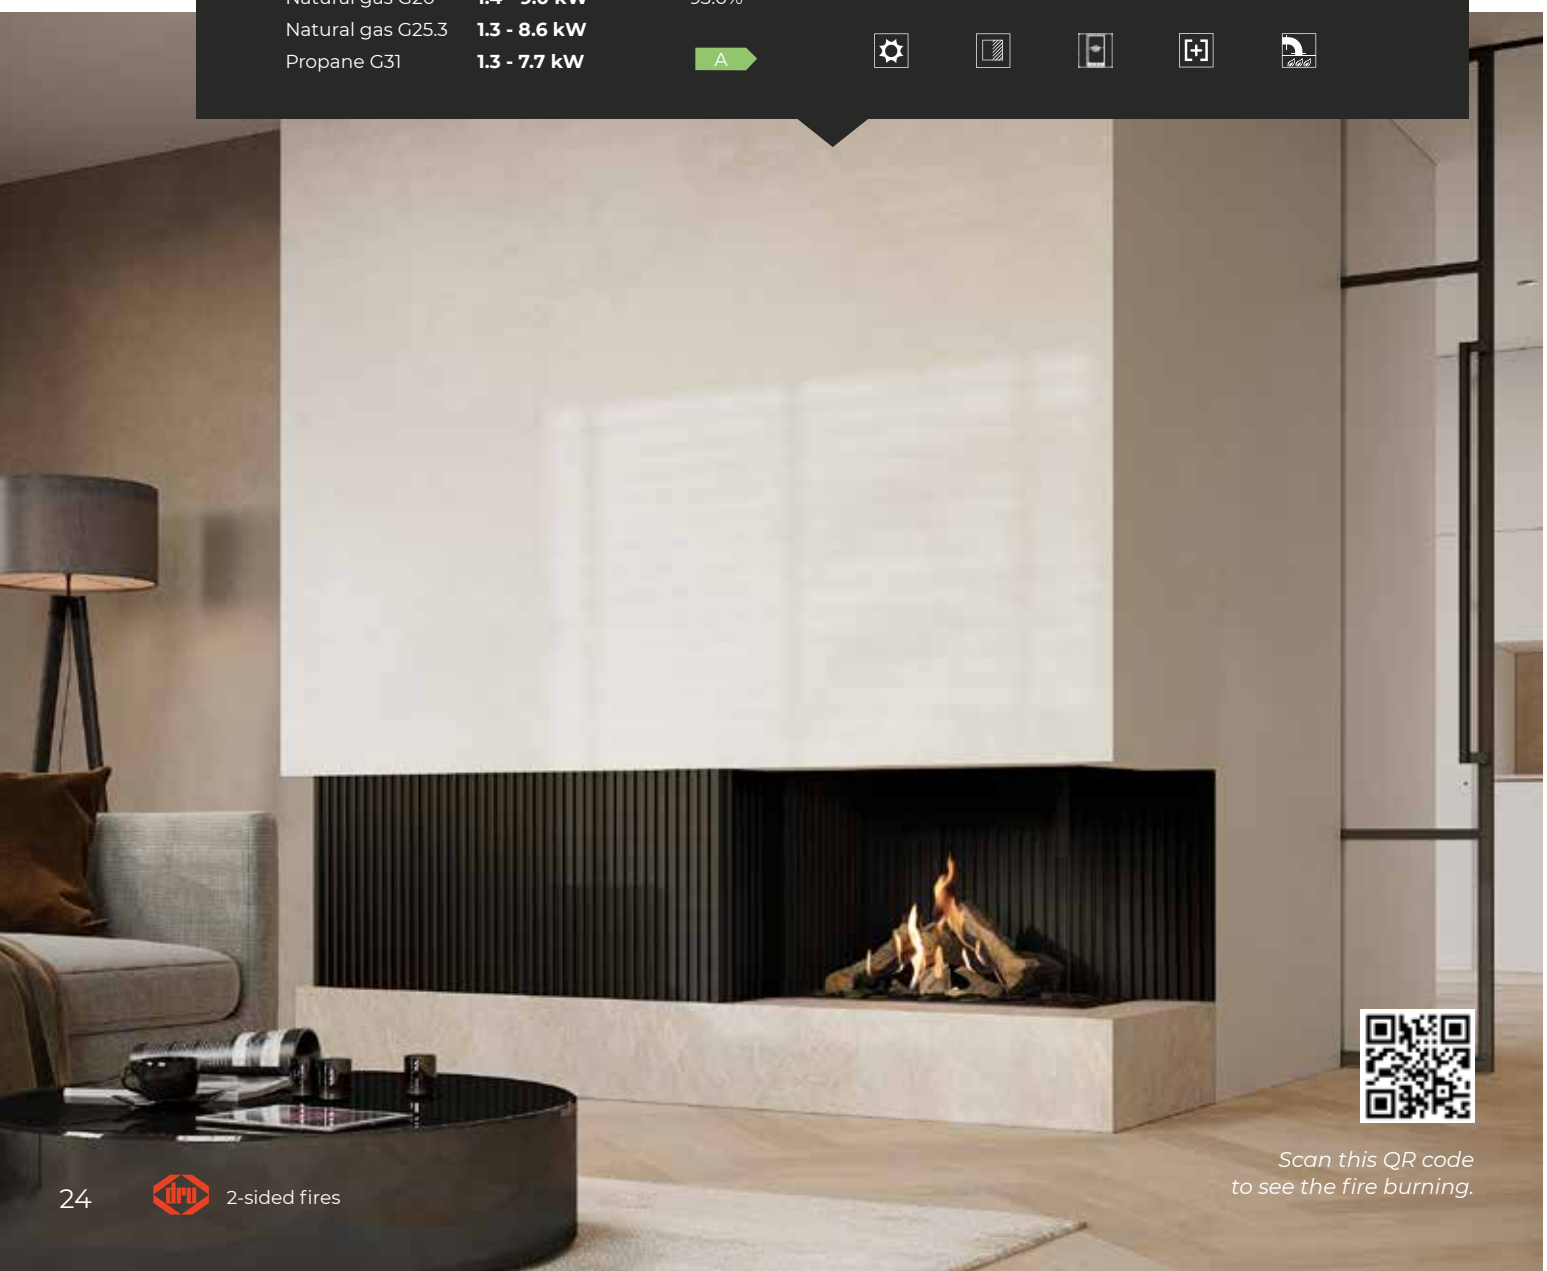 Natural gas G25.3 1.3 - 8.6 kW
Propane G31 1.3 - 7.7 kW
A
Scan this QR code
to see the fire burning.
24 dru 2-sided fires